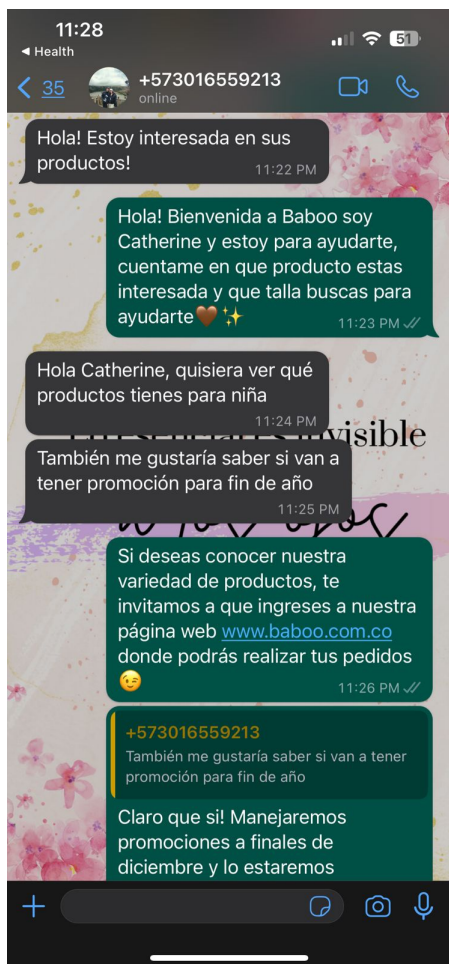 11:28
◀ Health
51
35
+573016559213
online
Hola! Estoy interesada en sus
productos!
11:22 PM
Hola! Bienvenida a Baboo soy
Catherine y estoy para ayudarte,
cuentame en que producto estas
interesada y que talla buscas para
ayudarte🤎✨
11:23 PM
Hola Catherine, quisiera ver qué
productos tienes para niña
11:24 PM
visible
También me gustaría saber si van a
tener promoción para fin de año
11:25 PM
Si deseas conocer nuestra
variedad de productos, te
invitamos a que ingreses a nuestra
página web www.baboo.com.co
donde podrás realizar tus pedidos
😉
11:26 PM
+573016559213
También me gustaría saber si van a tener
promoción para fin de año
Claro que si! Manejaremos
promociones a finales de
diciembre y lo estaremos